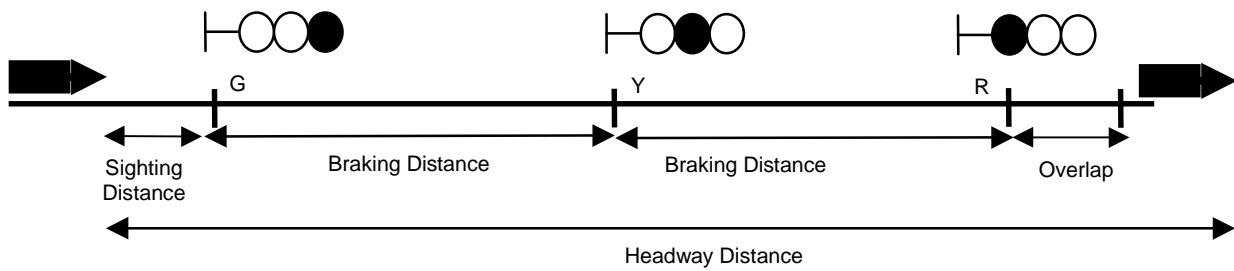 G
Y
R
Sighting
Distance
Braking Distance
Braking Distance
Overlap
Headway Distance